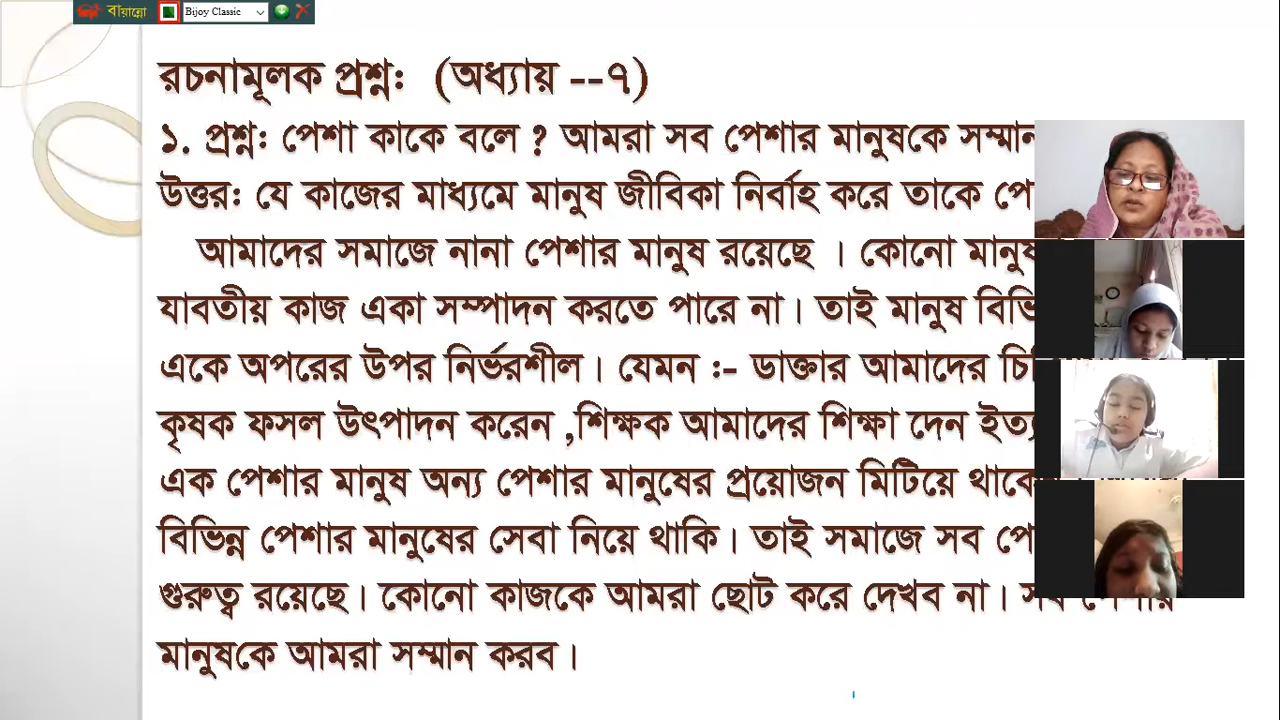 বায়ান্নো Bijoy Classic
রচনামূলক প্রশ্নঃ (অধ্যায় --৭)
১. প্রশ্নঃ পেশা কাকে বলে ? আমরা সব পেশার মানুষকে
উত্তরঃ যে কাজের মাধ্যমে মানুষ জীবিকা নির্বাহ করে তাকে
আমাদের সমাজে নানা পেশার মানুষ রয়েছে । কোনো
যাবতীয় কাজ একা সম্পাদন করতে পারে না। তাই মানুষ
একে অপরের উপর নির্ভরশীল। যেমন :- ডাক্তার আমাদের
কৃষক ফসল উৎপাদন করেন ,শিক্ষক আমাদের শিক্ষা দেন
এক পেশার মানুষ অন্য পেশার মানুষের প্রয়োজন মিটিয়ে
বিভিন্ন পেশার মানুষের সেবা নিয়ে থাকি। তাই সমাজে সব
গুরুত্ব রয়েছে। কোনো কাজকে আমরা ছোট করে দেখব না।
মানুষকে আমরা সম্মান করব।